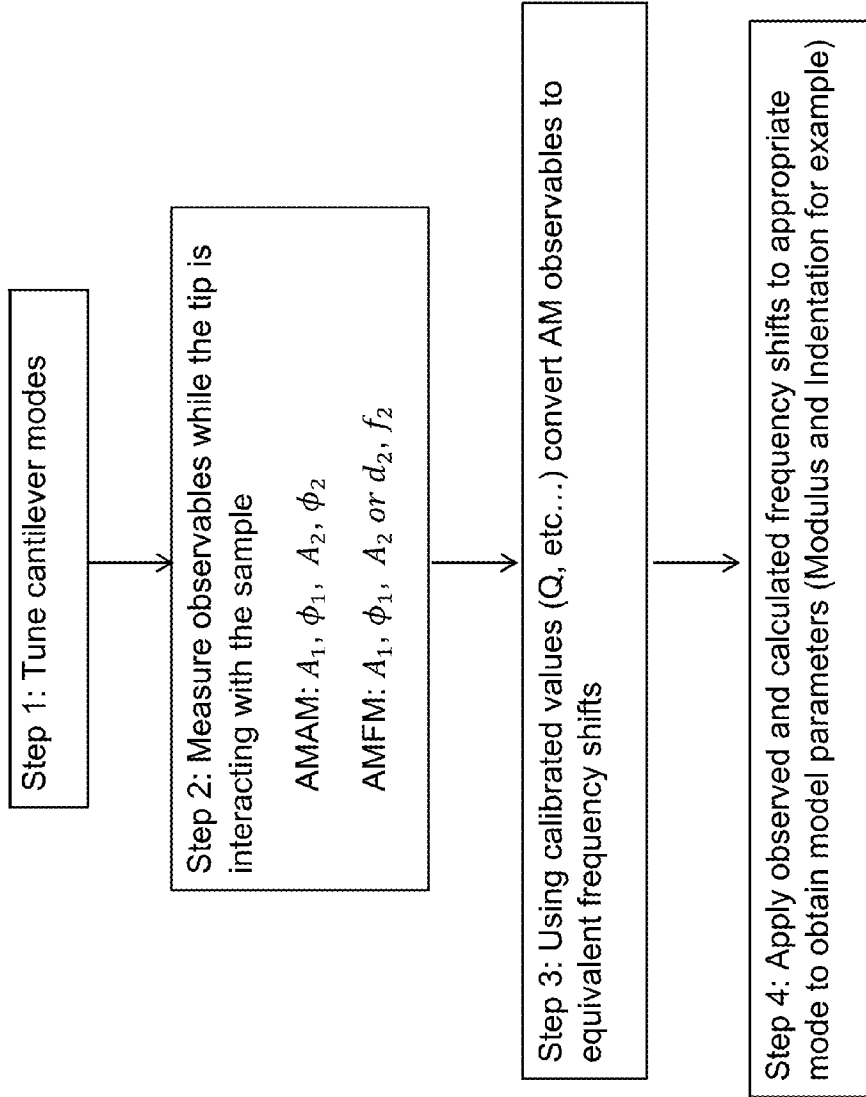 Step 1: Tune cantilever modes
Step 2: Measure observables while the tip is
interacting with the sample
AMAM: A₁, ϕ₁, A₂, ϕ₂
AMFM: A₁, ϕ₁, A₂ or d₂, f₂
Step 3: Using calibrated values (Q, etc...) convert AM observables to
equivalent frequency shifts
Step 4: Apply observed and calculated frequency shifts to appropriate
mode to obtain model parameters (Modulus and Indentation for example)